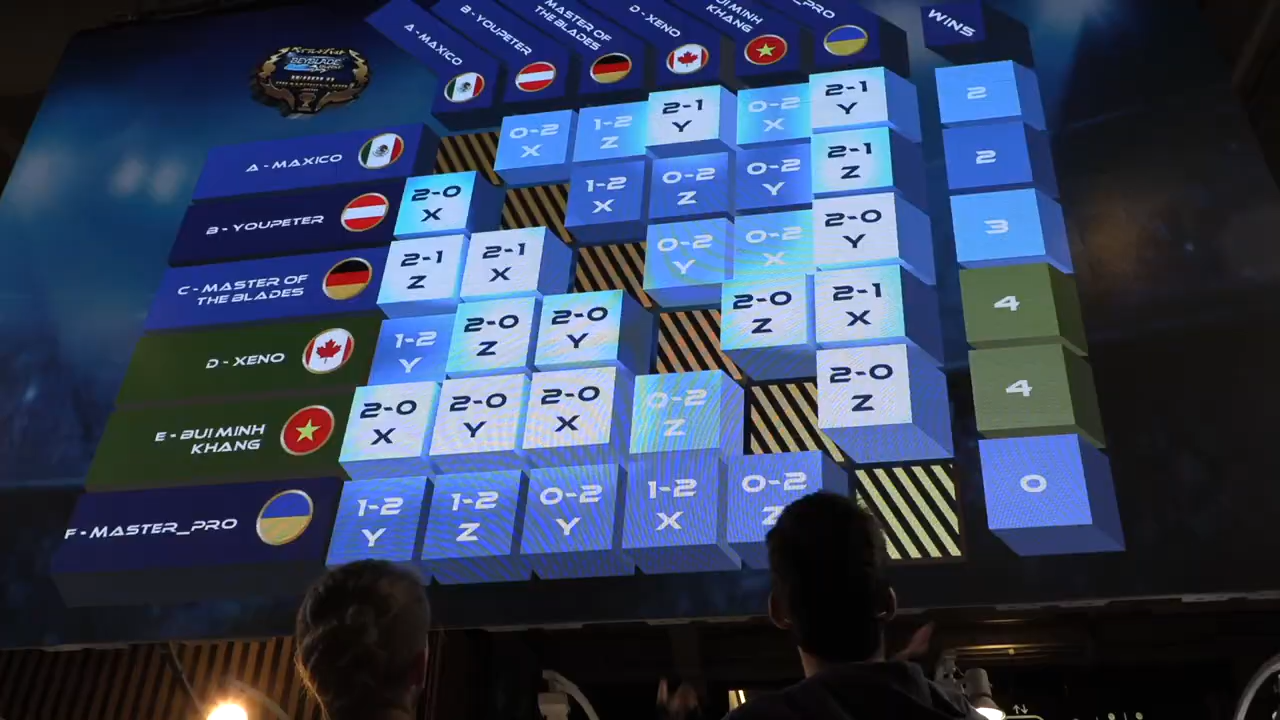 A - MAXICO
B - YOUPETER
MASTER OF
THE BLADES
D - XENO
BUI MINH
KHANG
_PRO
WINS
BEYBLADE
WORLD
A - MAXICO
0-2 X
1-2 Z
2-1 Y
0-2 X
2-1 Y
2
B - YOUPETER
2-0 X
1-2 X
0-2 Z
0-2 Y
2-1 Z
2
C - MASTER OF
THE BLADES
2-1 Z
2-1 X
0-2 Y
0-2 X
2-0 Y
3
D - XENO
1-2 Y
2-0 Z
2-0 Y
2-0 Z
2-1 X
4
E - BUI MINH
KHANG
2-0 X
2-0 Y
2-0 X
0-2 Z
2-0 Z
4
F - MASTER_PRO
1-2 Y
1-2 Z
0-2 Y
1-2 X
0-2 Z
0